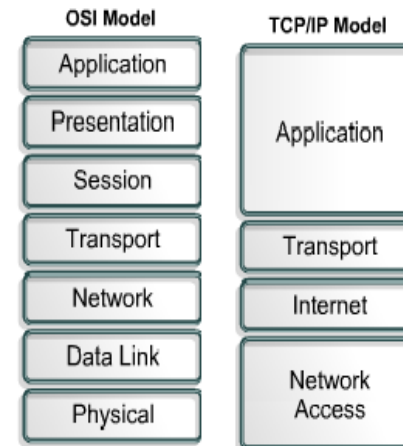 OSI Model
Application
Presentation
Session
Transport
Network
Data Link
Physical
TCP/IP Model
Application
Transport
Internet
Network
Access